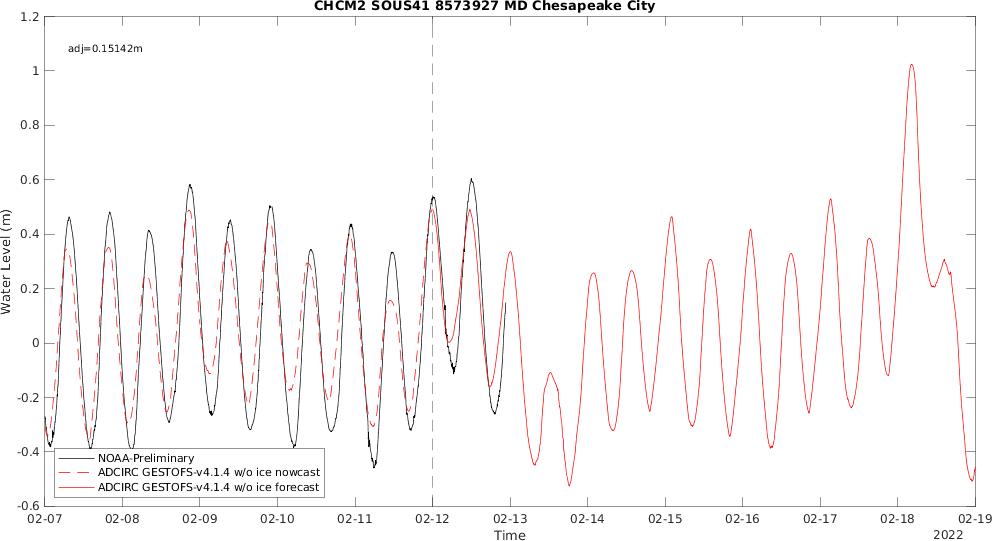 CHCM2 SOUS41 8573927 MD Chesapeake City
1.2
1
0.8
0.6
0.4
0.2
0
-0.2
-0.4
-0.6
Water Level (m)
adj=0.15142m
NOAA-Preliminary
ADCIRC GESTOFS-v4.1.4 w/o ice nowcast
ADCIRC GESTOFS-v4.1.4 w/o ice forecast
02-07 02-08 02-09 02-10 02-11 02-12 02-13 02-14 02-15 02-16 02-17 02-18 02-19
Time
2022